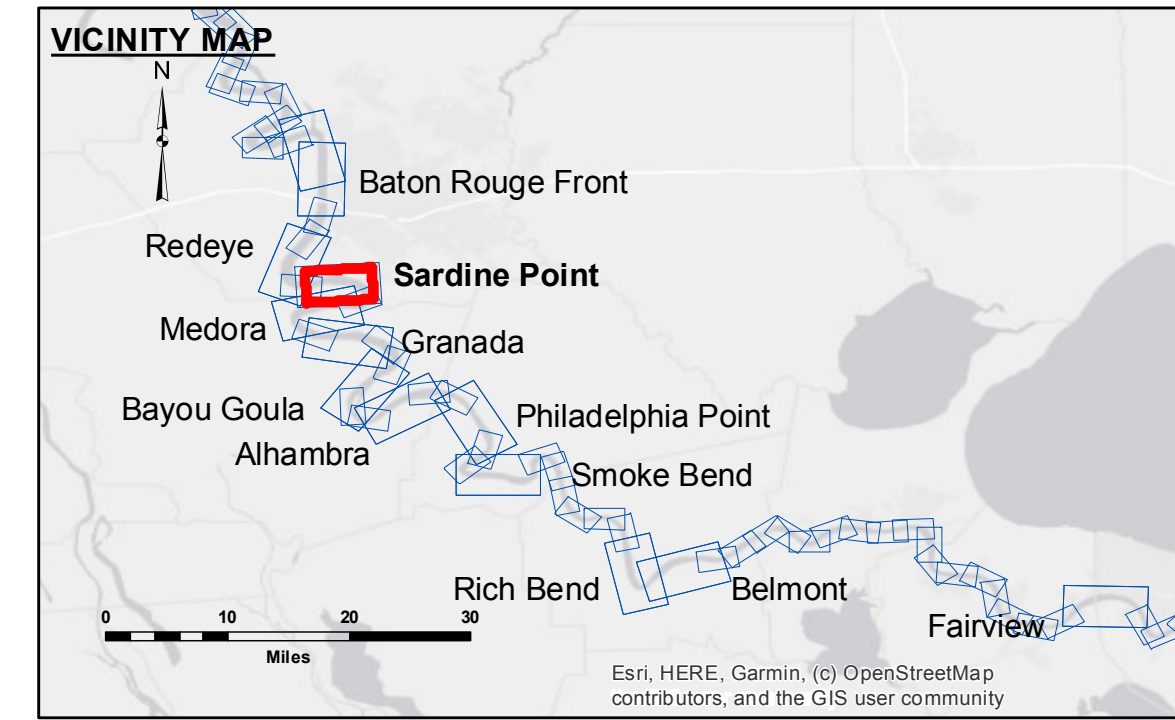 VICINITY MAP
N
Baton Rouge Front
Redeye
Sardine Point
Medora
Granada
Bayou Goula
Philadelphia Point
Alhambra
Smoke Bend
Rich Bend
Belmont
Fairview
0 10 20 30
Miles
Esri, HERE, Garmin, (c) OpenStreetMap
contributors, and the GIS user community